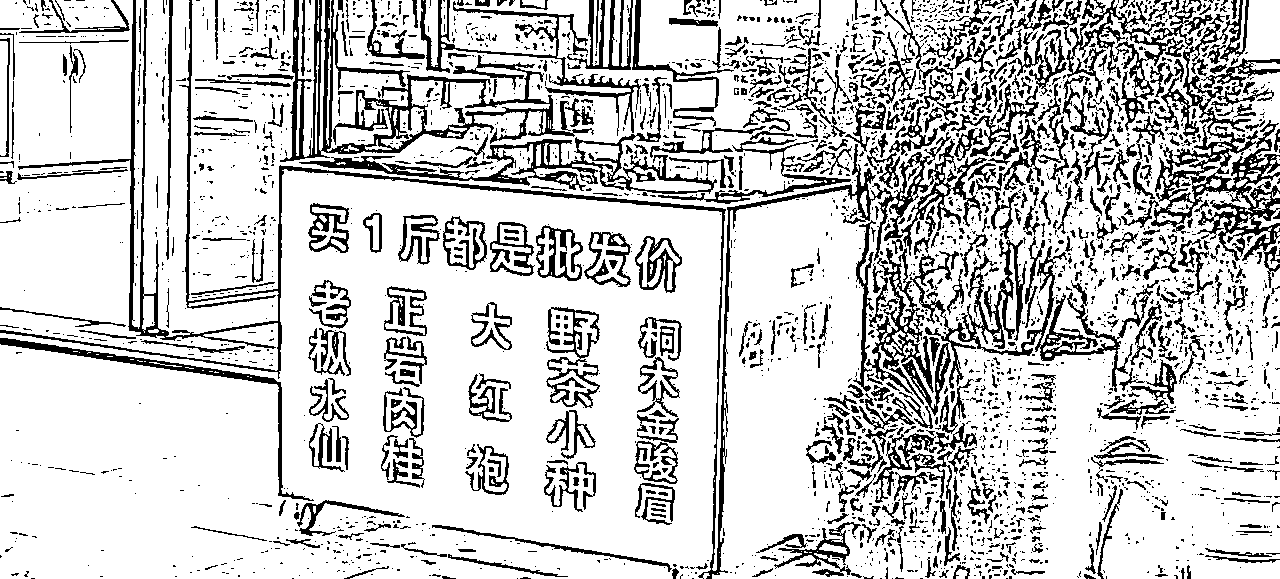 买1斤都是批发价
老枞水仙
正岩肉桂
大红袍
野茶小种
桐木金骏眉